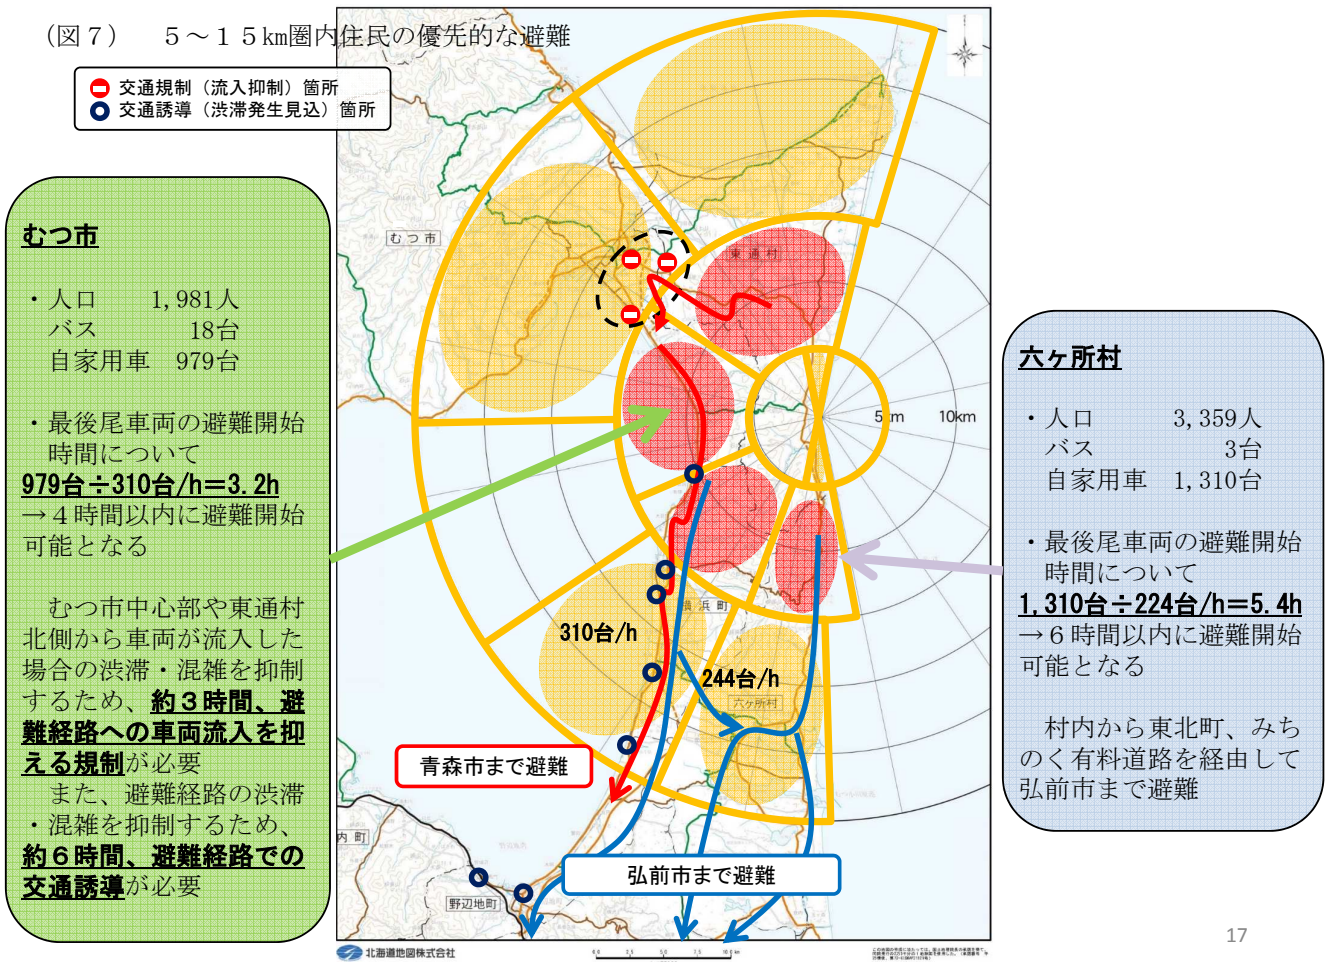 （図７）　５～１５km圏内住民の優先的な避難
交通規制（流入抑制）箇所
交通誘導（渋滞発生見込）箇所
むつ市
・人口　1,981人
バス　18台
自家用車　979台
・最後尾車両の避難開始
時間について
979台÷310台/h＝3.2h
→４時間以内に避難開始
可能となる
むつ市中心部や東通村
北側から車両が流入した
場合の渋滞・混雑を抑制
するため、約３時間、避
難経路への車両流入を抑
える規制が必要
また、避難経路の渋滞
・混雑を抑制するため、
約６時間、避難経路での
交通誘導が必要
むつ市
東通村
5km
10km
横浜町
310台/h
244台/h
六ヶ所村
青森市まで避難
内町
弘前市まで避難
野辺地町
六ヶ所村
・人口　3,359人
バス　3台
自家用車　1,310台
・最後尾車両の避難開始
時間について
1,310台÷224台/h＝5.4h
→６時間以内に避難開始
可能となる
村内から東北町、みち
のく有料道路を経由して
弘前市まで避難
北海道地図株式会社
17